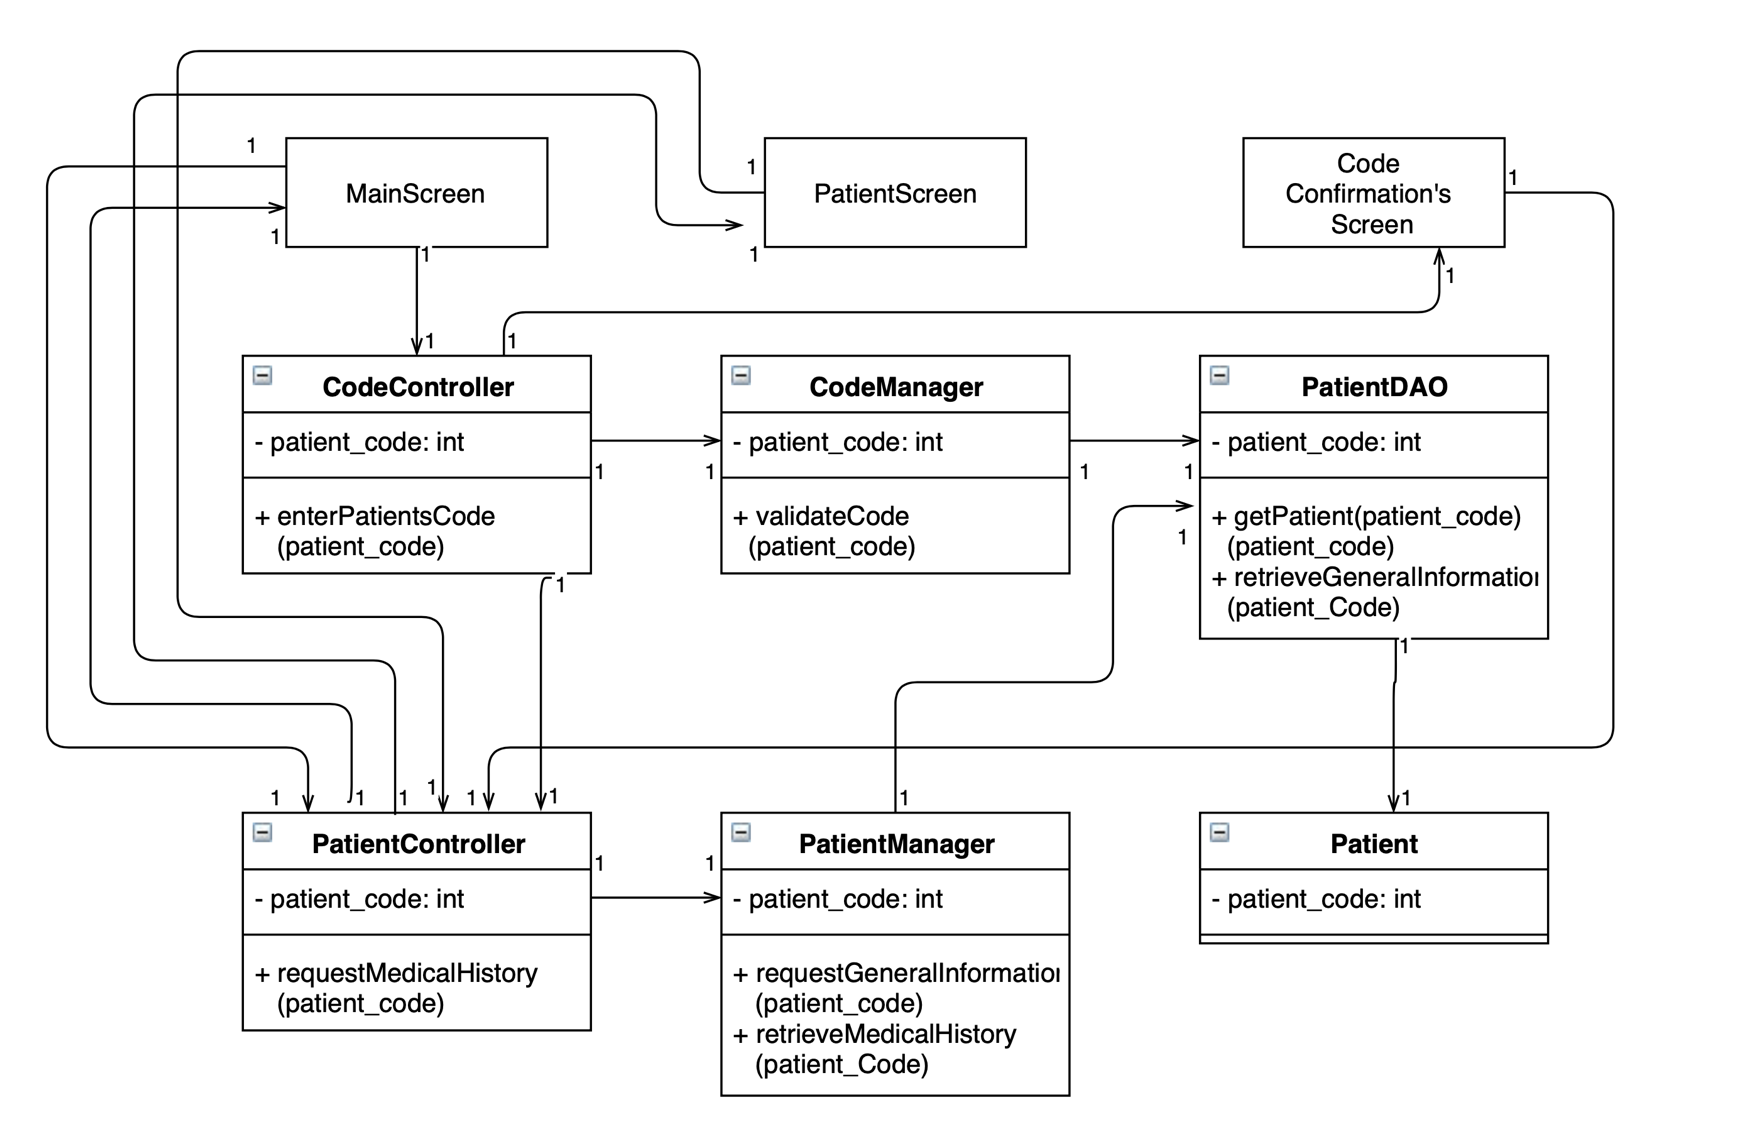 1
MainScreen
1
1
PatientScreen
1
1
Code
Confirmation's
Screen
1
1
1
1
1
CodeController
- patient_code: int
+ enterPatientsCode
(patient_code)
1
1
1
CodeManager
- patient_code: int
+ validateCode
(patient_code)
1
1
1
PatientDAO
- patient_code: int
+ getPatient(patient_code)
(patient_code)
+ retrieveGeneralInformation
(patient_Code)
1
1
1
1
1
1
1
1
1
PatientController
- patient_code: int
+ requestMedicalHistory
(patient_code)
1
1
PatientManager
- patient_code: int
+ requestGeneralInformation
(patient_code)
+ retrieveMedicalHistory
(patient_Code)
Patient
- patient_code: int